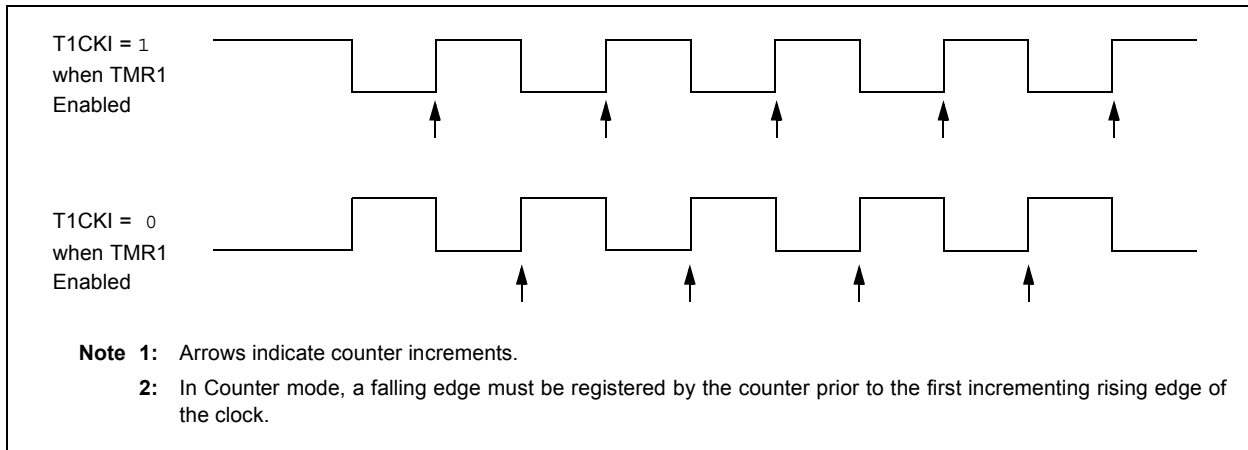 T1CKI = 1
when TMR1
Enabled
T1CKI = 0
when TMR1
Enabled
Note 1: Arrows indicate counter increments.
2: In Counter mode, a falling edge must be registered by the counter prior to the first incrementing rising edge of
the clock.